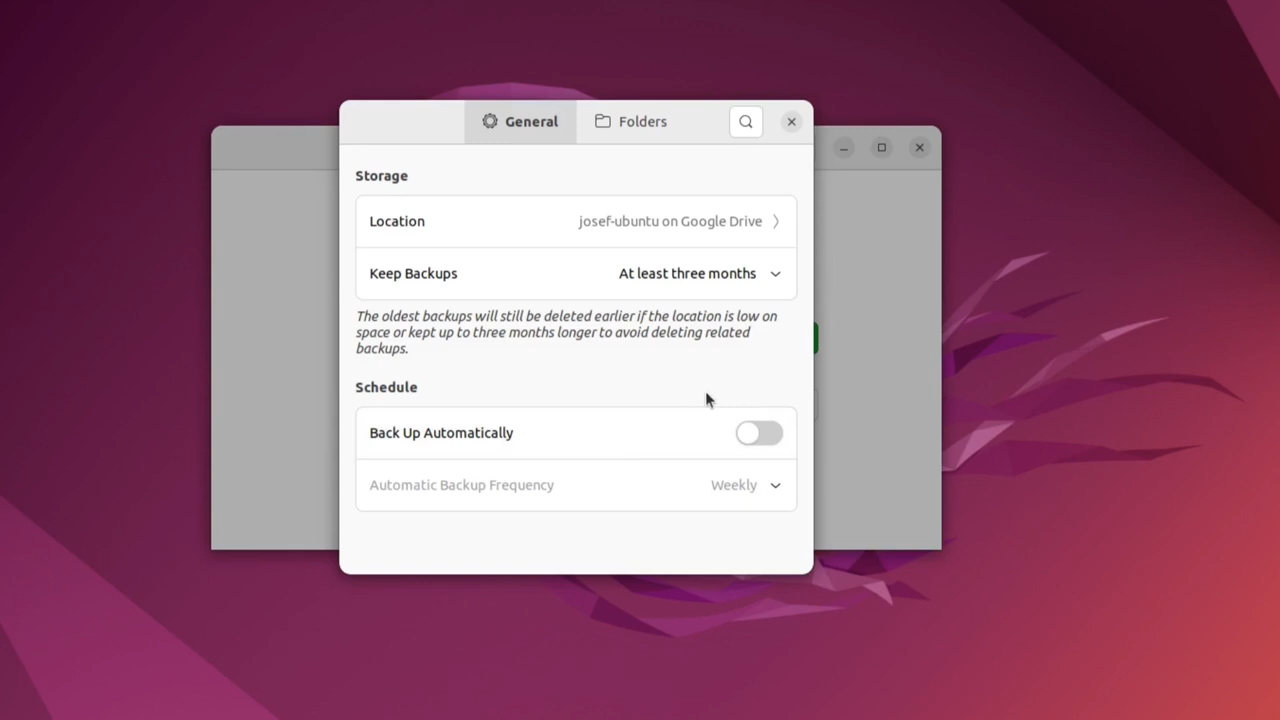 General
Folders
Storage
Location
josef-ubuntu on Google Drive
Keep Backups
At least three months
The oldest backups will still be deleted earlier if the location is low on
space or kept up to three months longer to avoid deleting related
backups.
Schedule
Back Up Automatically
Automatic Backup Frequency
Weekly